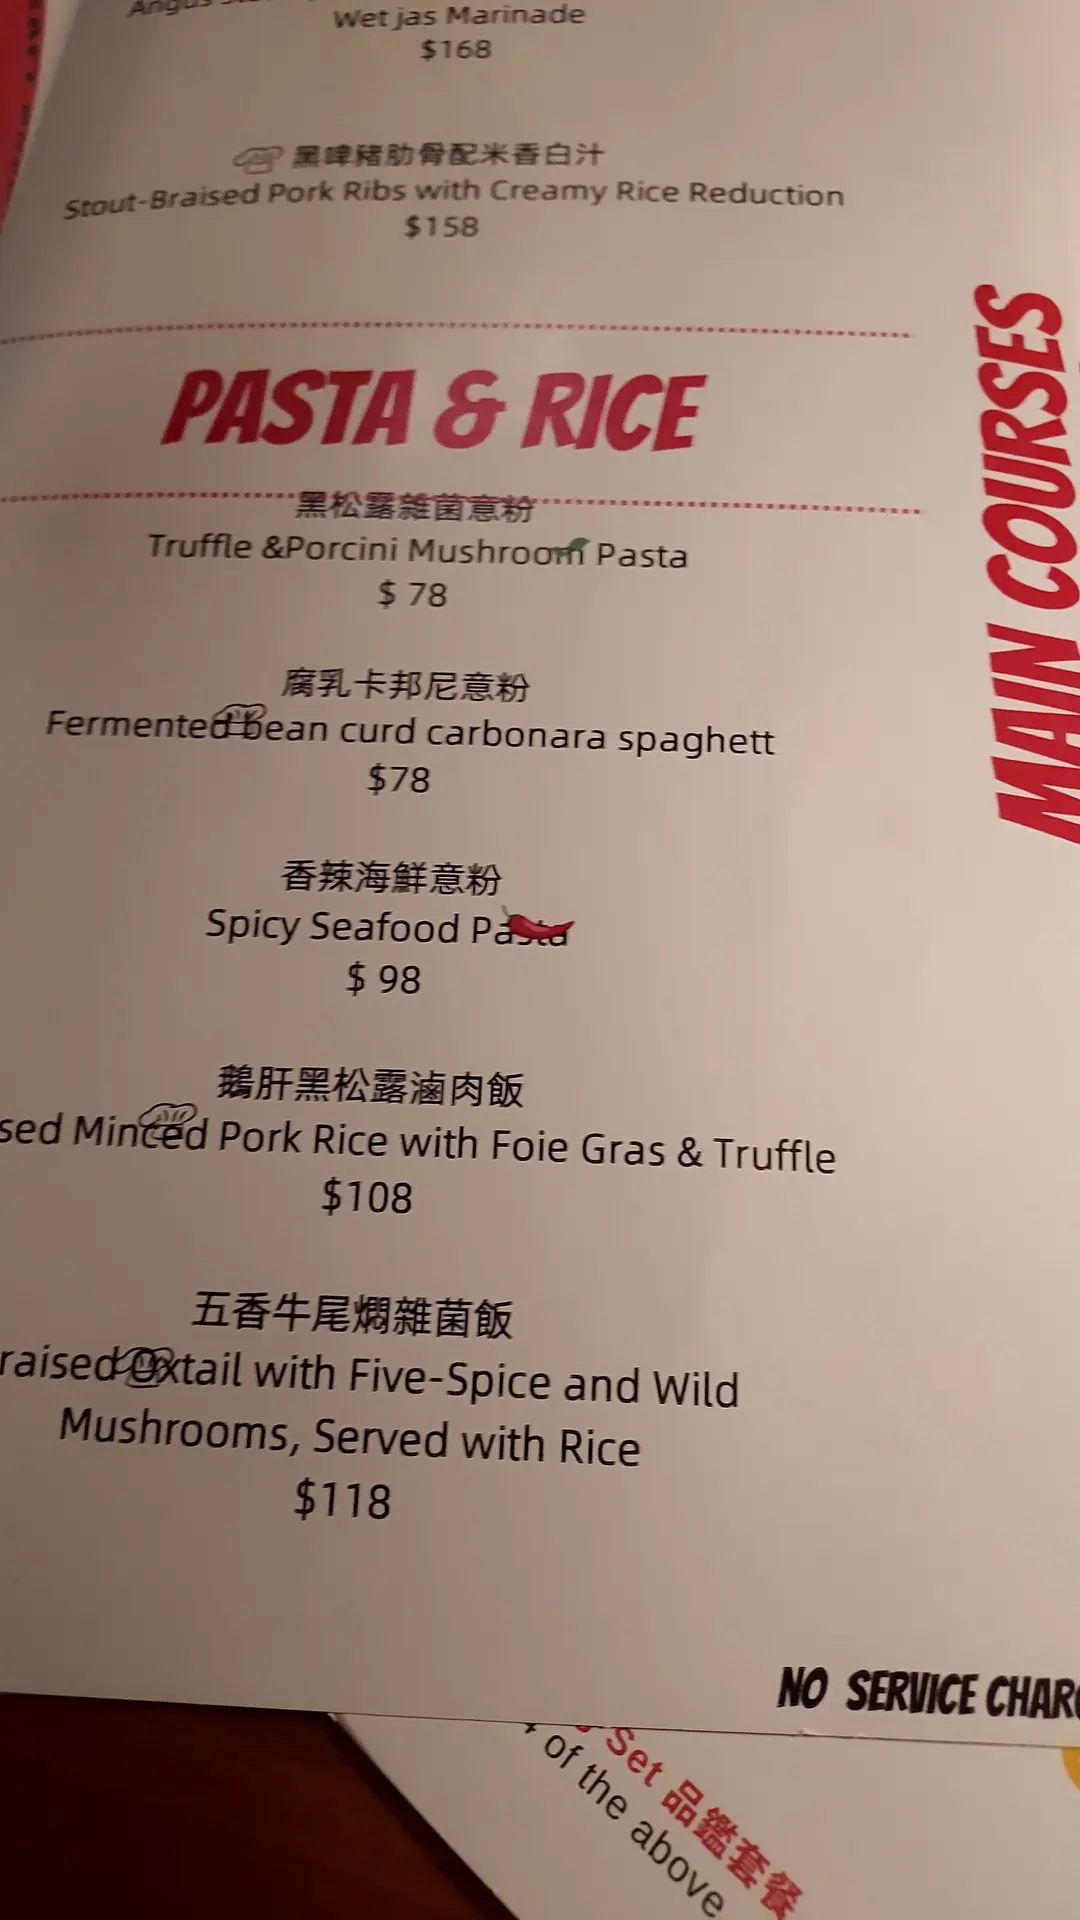 Angus
Wet jas Marinade
$168
黑啤豬肋骨配米香白汁
Stout-Braised Pork Ribs with Creamy Rice Reduction
$158
PASTA & RICE
黑松露雜菌意粉
Truffle &Porcini Mushroom Pasta
$ 78
腐乳卡邦尼意粉
Fermented bean curd carbonara spaghett
$78
香辣海鮮意粉
Spicy Seafood Pasta
$ 98
鵝肝黑松露滷肉飯
sed Minced Pork Rice with Foie Gras & Truffle
$108
五香牛尾燜雜菌飯
raised Oxtail with Five-Spice and Wild
Mushrooms, Served with Rice
$118
MAIN COURSES
NO SERVICE CHAR
Set 品鑑套餐
of the above